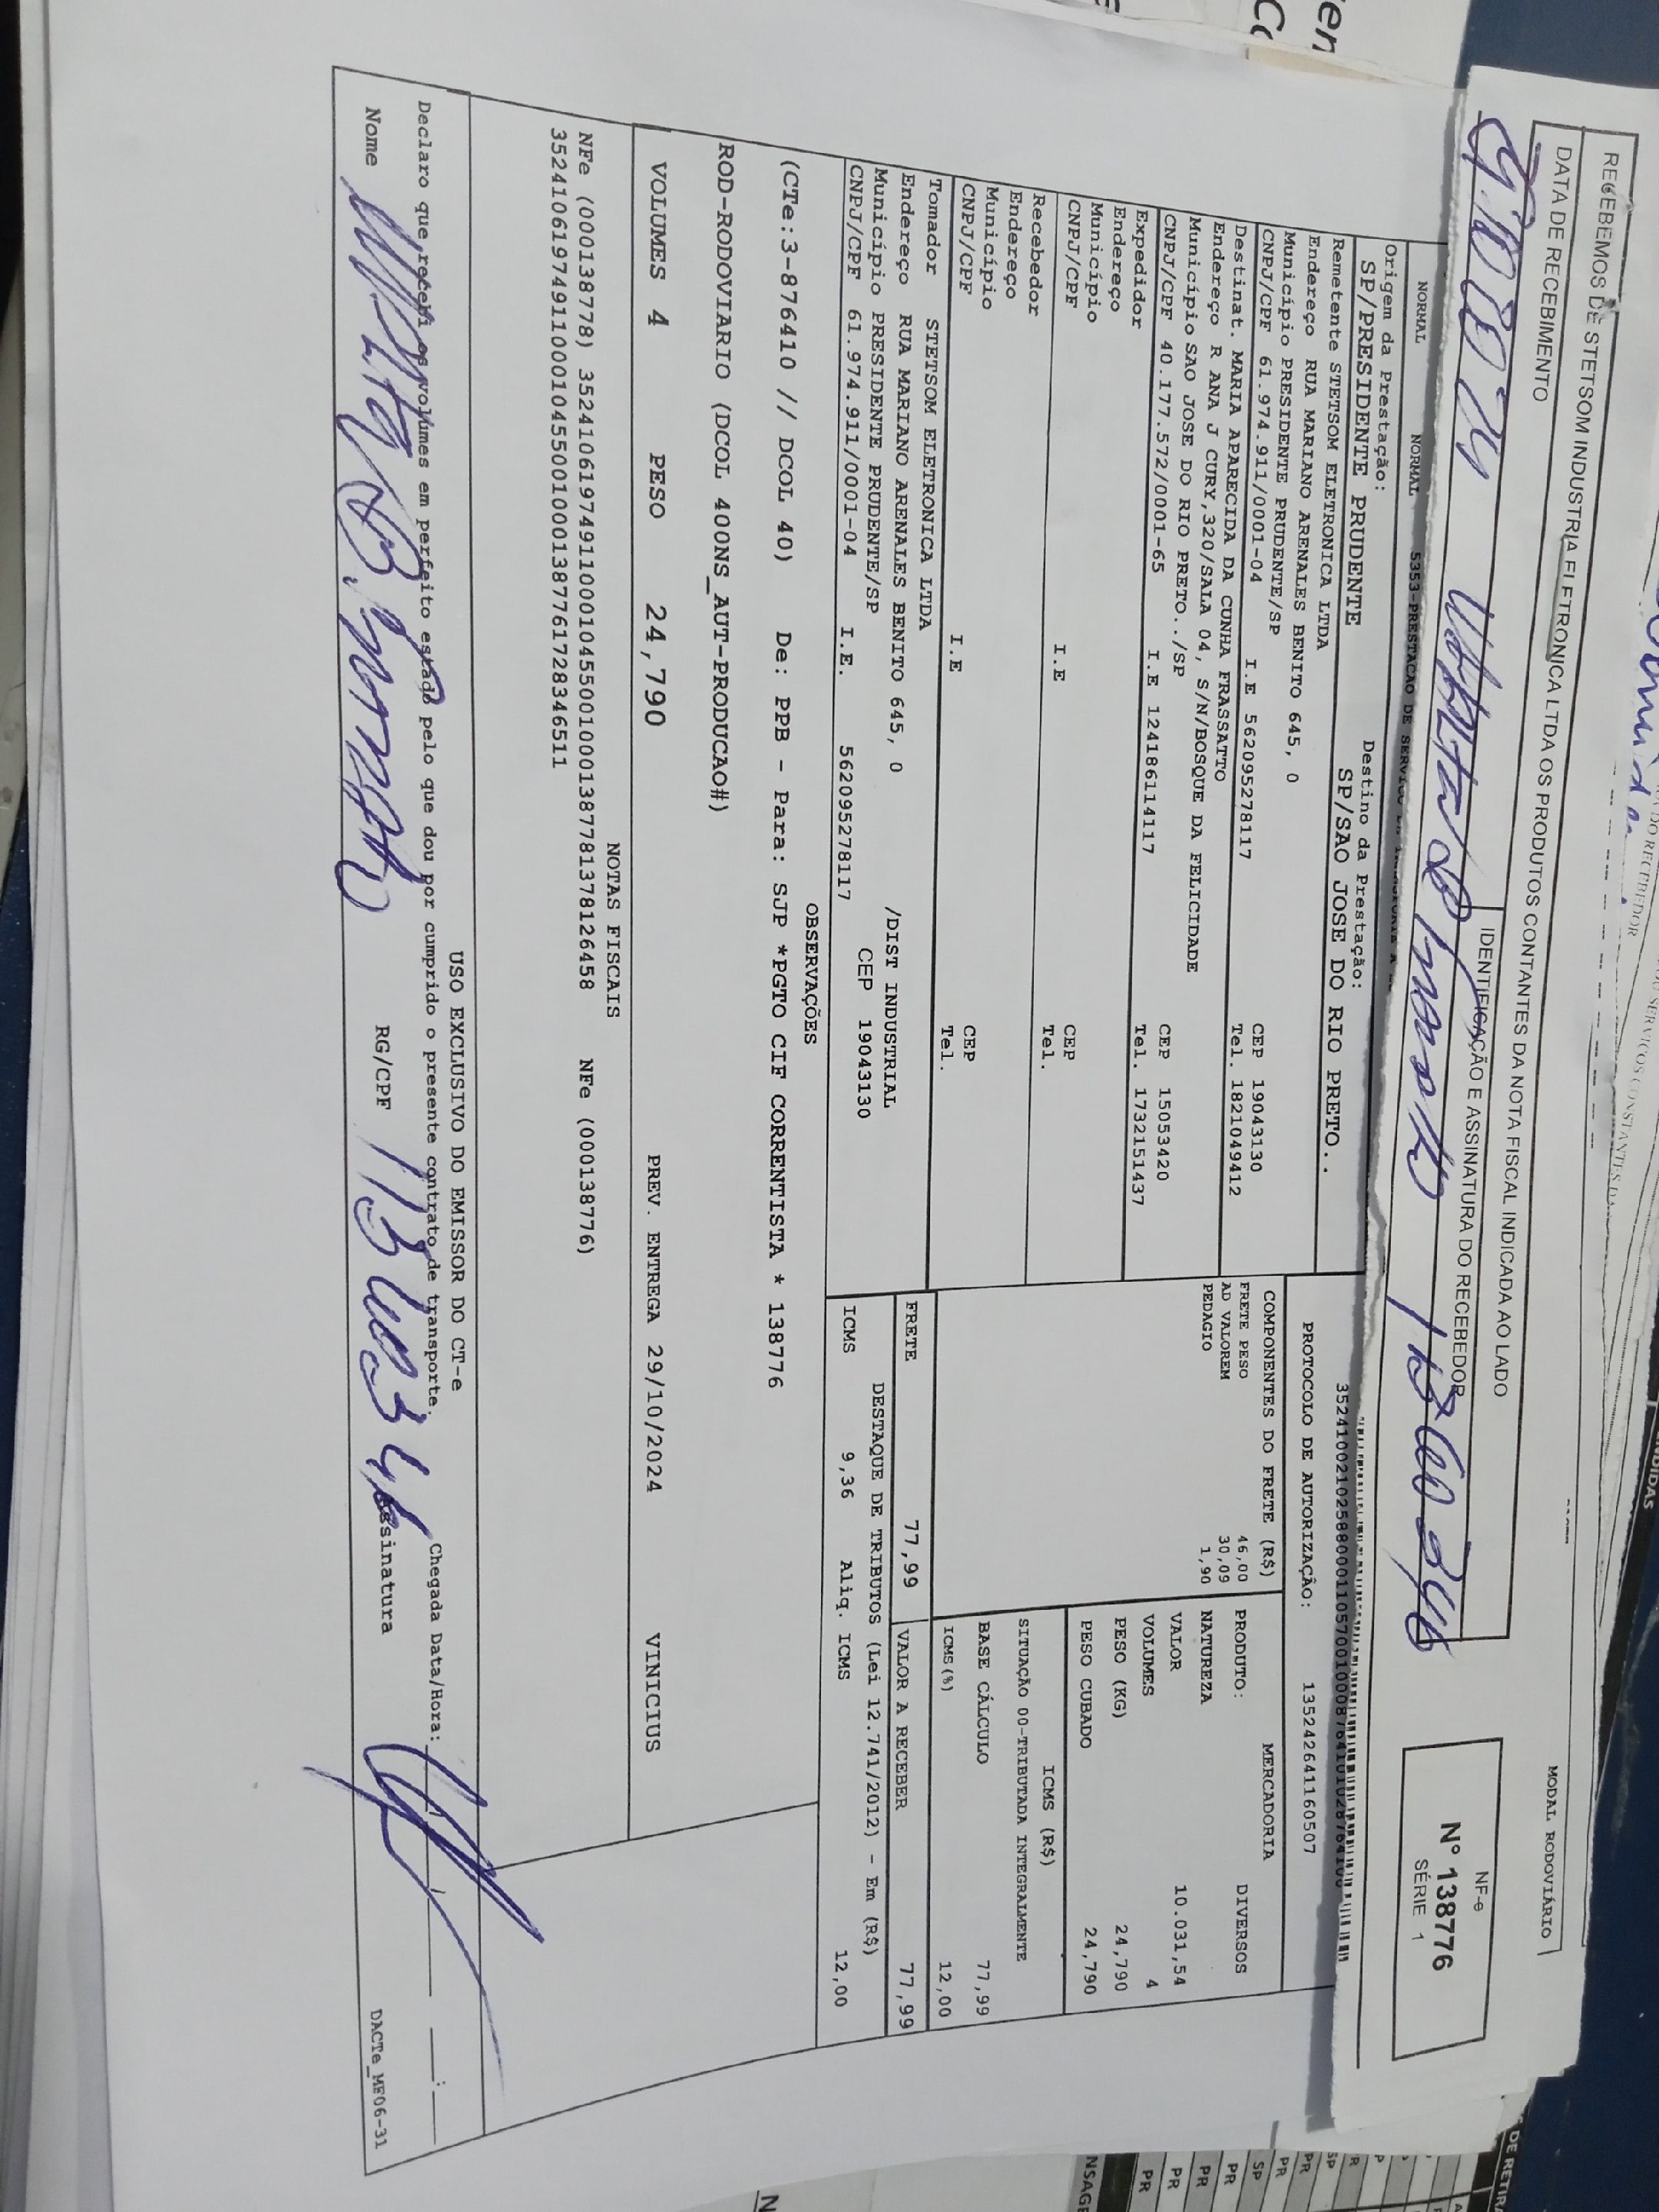 RECEBEMOS DE STETSOM INDUSTRIA ELETRONICA LTDA OS PRODUTOS CONTANTES DA NOTA FISCAL INDICADA AO LADO
DATA DE RECEBIMENTO
IDENTIFICAÇÃO E ASSINATURA DO RECEBEDOR
NF-e
Nº 138776
SÉRIE 1
MODAL RODOVIÁRIO
NORMAL NORMAL 5353-PRESTACAO DE SERVICO
35241002102588000110570010008764101028764100
Origem da Prestação:
SP/PRESIDENTE PRUDENTE
Destino da Prestação:
SP/SAO JOSE DO RIO PRETO..
PROTOCOLO DE AUTORIZAÇÃO: 135242641160507
Remetente STETSOM ELETRONICA LTDA
Endereço RUA MARIANO ARENALES BENITO 645, 0
Município PRESIDENTE PRUDENTE/SP CEP 19043130
CNPJ/CPF 61.974.911/0001-04 I.E 562095278117 Tel. 1821049412
Destinat. MARIA APARECIDA DA CUNHA FRASSATTO
Endereço R ANA J CURY,320/SALA 04, S/N/BOSQUE DA FELICIDADE
Município SAO JOSE DO RIO PRETO../SP CEP 15053420
CNPJ/CPF 40.177.572/0001-65 I.E 124186114117 Tel. 1732151437
Expedidor
Endereço
Município CEP
CNPJ/CPF I.E Tel.
Recebedor
Endereço
Município CEP
CNPJ/CPF I.E Tel.
Tomador STETSOM ELETRONICA LTDA
Endereço RUA MARIANO ARENALES BENITO 645, 0 /DIST INDUSTRIAL
Município PRESIDENTE PRUDENTE/SP CEP 19043130
CNPJ/CPF 61.974.911/0001-04 I.E. 562095278117
COMPONENTES DO FRETE (R$)
FRETE PESO 46,00
AD VALOREM 30,09
PEDAGIO 1,90
MERCADORIA
PRODUTO: DIVERSOS
NATUREZA
VALOR 10.031,54
VOLUMES 4
PESO (KG) 24,790
PESO CUBADO 24,790
ICMS (R$)
SITUAÇÃO 00-TRIBUTADA INTEGRALMENTE
BASE CÁLCULO 77,99
ICMS (%) 12,00
FRETE 77,99 VALOR A RECEBER 77,99
DESTAQUE DE TRIBUTOS (Lei 12.741/2012) - Em (R$)
ICMS 9,36 Aliq. ICMS 12,00
OBSERVAÇÕES
(CTe:3-876410 // DCOL 40) De: PPB - Para: SJP *PGTO CIF CORRENTISTA * 138776
ROD-RODOVIARIO (DCOL 400NS_AUT-PRODUCAO#)
VOLUMES 4 PESO 24,790 PREV. ENTREGA 29/10/2024 VINICIUS
NOTAS FISCAIS
NFe (000138778) 35241061974911000104550010001387781378126458 NFe (000138776)
35241061974911000104550010001387761728346511
USO EXCLUSIVO DO EMISSOR DO CT-e
Declaro que recebi os volumes em perfeito estado pelo que dou por cumprido o presente contrato de transporte.
Chegada Data/Hora:
Nome RG/CPF Assinatura
DACTe_MF06-31